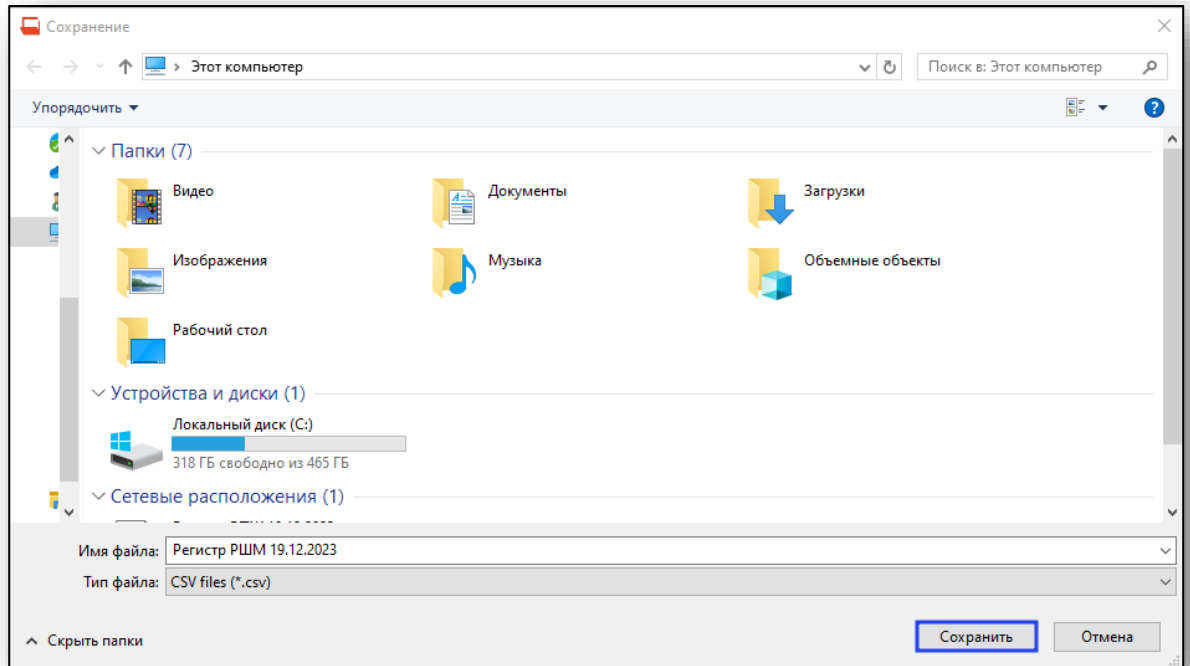 Сохранение
Этот компьютер
Поиск в: Этот компьютер
Упорядочить
?
Папки (7)
Видео
Документы
Загрузки
Изображения
Музыка
Объемные объекты
Рабочий стол
Устройства и диски (1)
Локальный диск (C:)
318 ГБ свободно из 465 ГБ
Сетевые расположения (1)
Имя файла: Регистр РШМ 19.12.2023
Тип файла: CSV files (*.csv)
Скрыть папки
Сохранить
Отмена